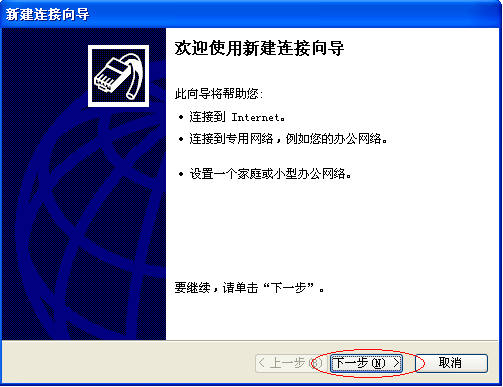 新建连接向导
欢迎使用新建连接向导
此向导将帮助您:
• 连接到 Internet。
• 连接到专用网络，例如您的办公网络。
• 设置一个家庭或小型办公网络。
要继续，请单击“下一步”。
< 上一步(B) 下一步(N) > 取消